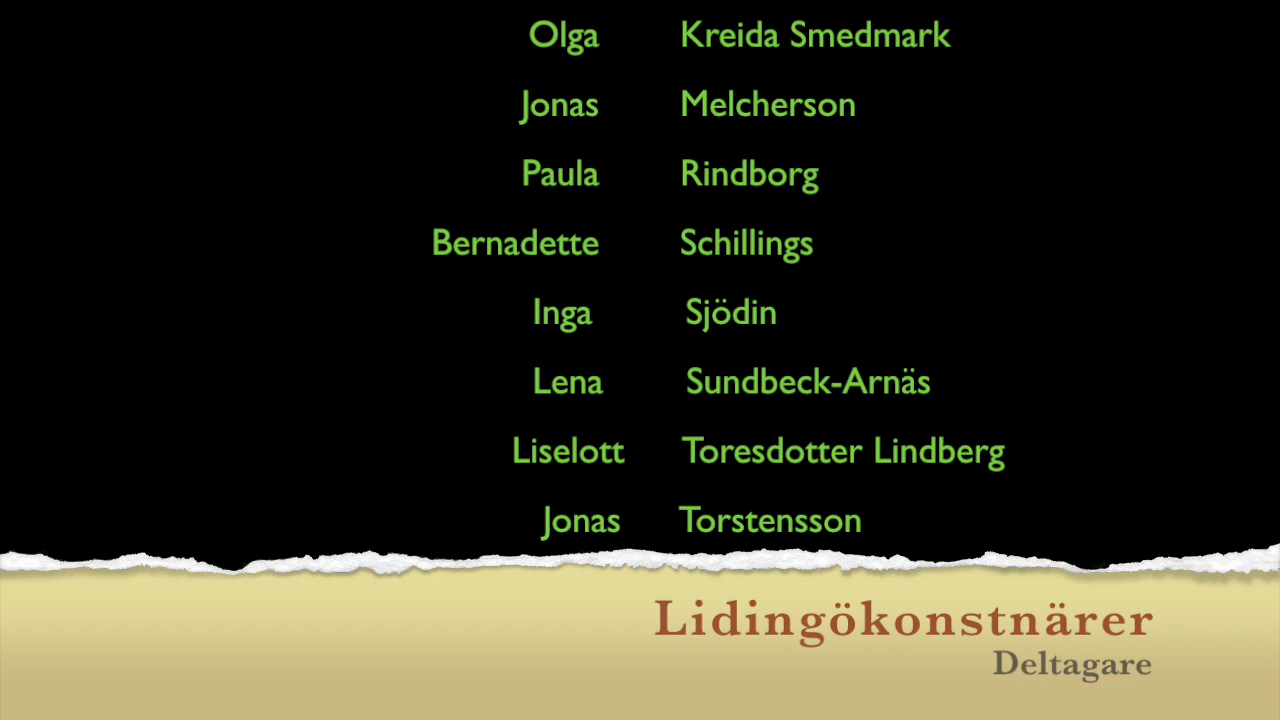 Olga Kreida Smedmark
Jonas Melcherson
Paula Rindborg
Bernadette Schillings
Inga Sjödin
Lena Sundbeck-Arnäs
Liselott Toresdotter Lindberg
Jonas Torstensson
Lidingökonstnärer
Deltagare